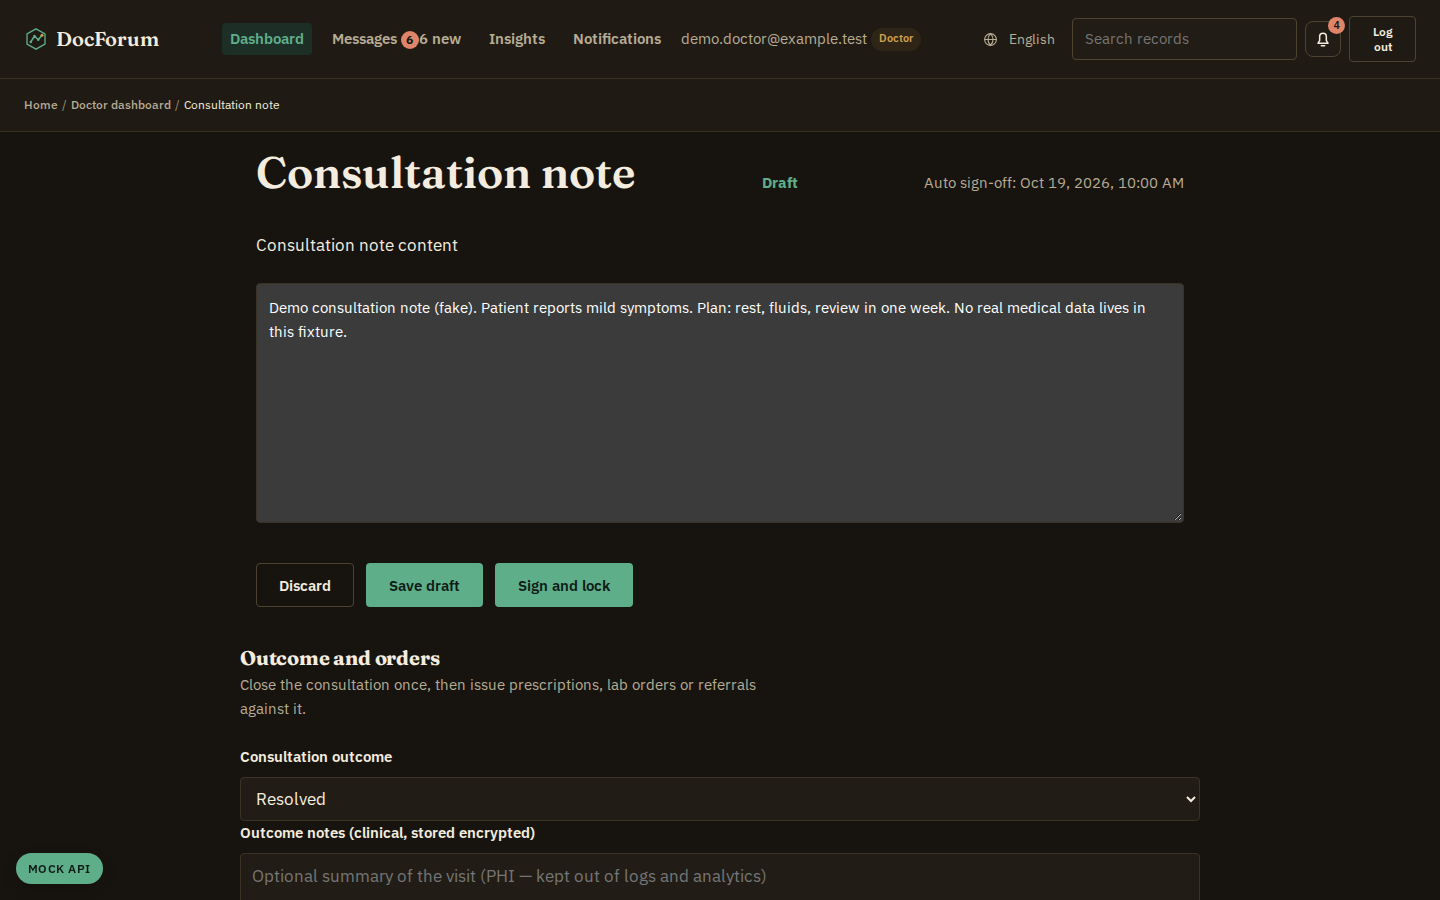 DocForum
Dashboard
Messages 6 6 new
Insights
Notifications
demo.doctor@example.test Doctor
English
Search records
4
Log out
Home / Doctor dashboard / Consultation note
Consultation note
Draft
Auto sign-off: Oct 19, 2026, 10:00 AM
Consultation note content
Demo consultation note (fake). Patient reports mild symptoms. Plan: rest, fluids, review in one week. No real medical data lives in
this fixture.
Discard
Save draft
Sign and lock
Outcome and orders
Close the consultation once, then issue prescriptions, lab orders or referrals
against it.
Consultation outcome
Resolved
Outcome notes (clinical, stored encrypted)
Optional summary of the visit (PHI — kept out of logs and analytics)
MOCK API